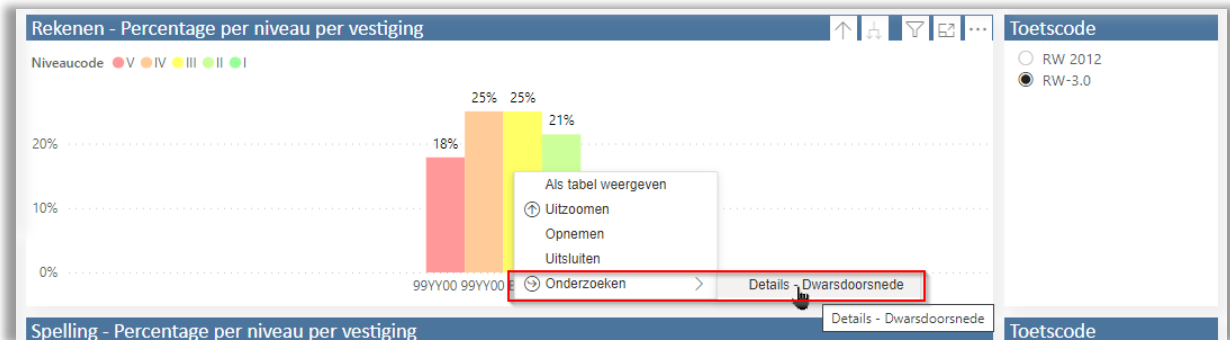 Rekenen - Percentage per niveau per vestiging
Toetscode
Niveaucode V IV III II I
RW 2012
RW-3.0
25% 25%
21%
18%
20%
10%
0%
99YY00 99YY00
Als tabel weergeven
Uitzoomen
Opnemen
Uitsluiten
Onderzoeken
Details - Dwarsdoorsnede
Details - Dwarsdoorsnede
Spelling - Percentage per niveau per vestiging
Toetscode